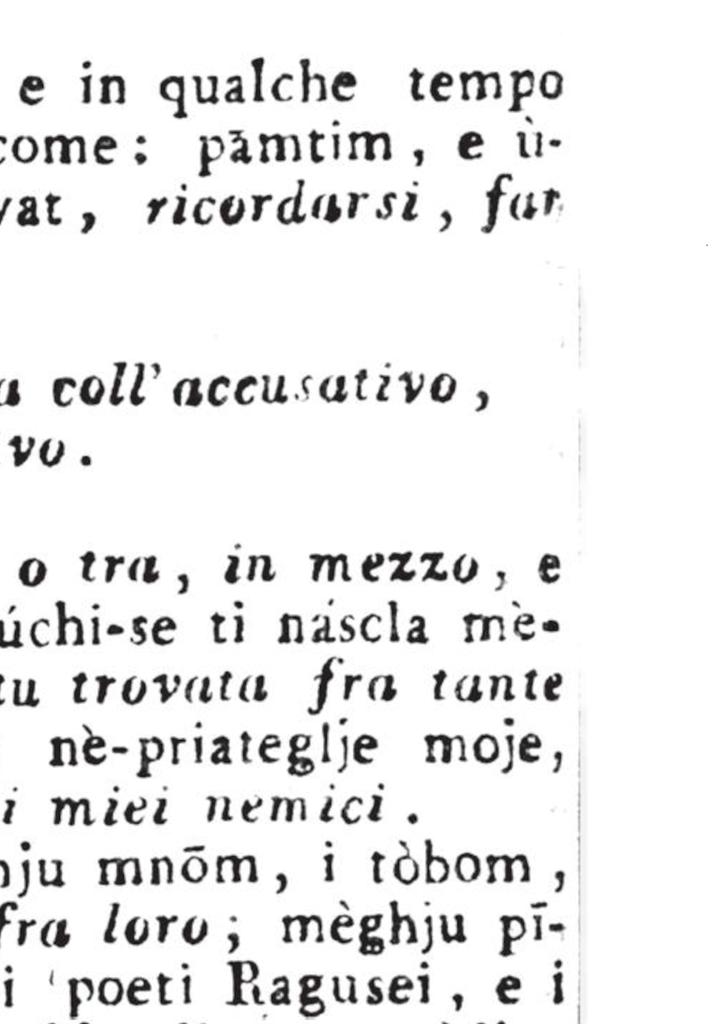 e in qualche tempo
come: pāmtim, e ù-
vat, ricordarsi, far
a coll'accusativo,
ivo.
o tra, in mezzo, e
úchi-se ti náscla mè-
tu trovata fra tante
nè-priateglje moje,
i miei nemici.
hju mnōm, i tòbom,
fra loro; mèghju pī-
i poeti Ragusei, e i